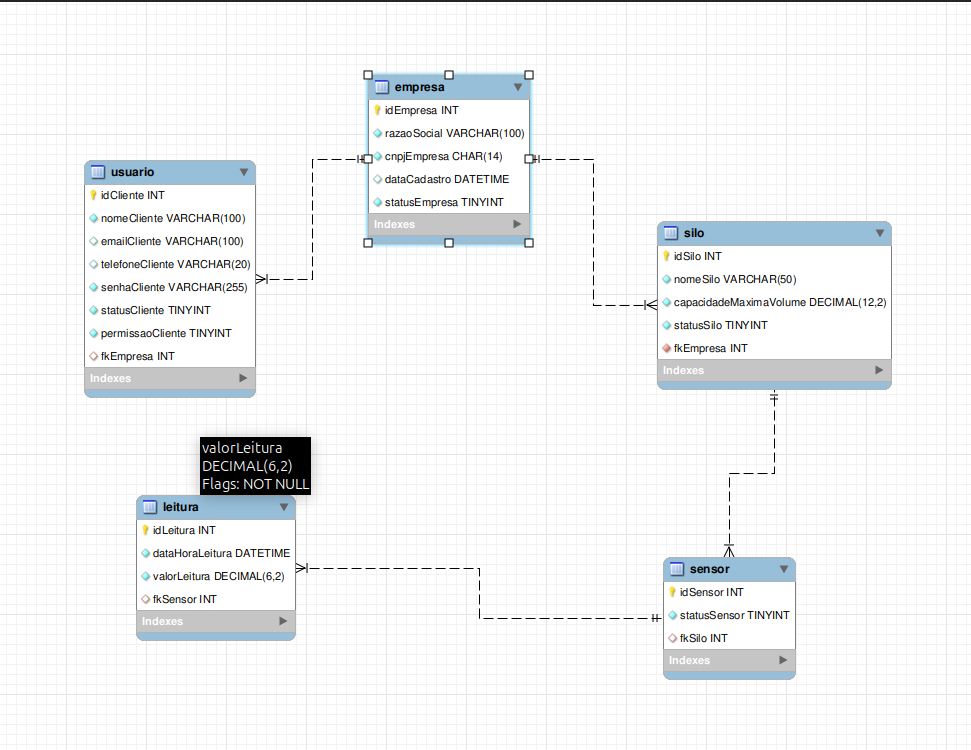 empresa
idEmpresa INT
razaoSocial VARCHAR(100)
cnpjEmpresa CHAR(14)
dataCadastro DATETIME
statusEmpresa TINYINT
Indexes
usuario
idCliente INT
nomeCliente VARCHAR(100)
emailCliente VARCHAR(100)
telefoneCliente VARCHAR(20)
senhaCliente VARCHAR(255)
statusCliente TINYINT
permissaoCliente TINYINT
fkEmpresa INT
Indexes
silo
idSilo INT
nomeSilo VARCHAR(50)
capacidadeMaximaVolume DECIMAL(12,2)
statusSilo TINYINT
fkEmpresa INT
Indexes
valorLeitura
DECIMAL(6,2)
Flags: NOT NULL
leitura
idLeitura INT
dataHoraLeitura DATETIME
valorLeitura DECIMAL(6,2)
fkSensor INT
Indexes
sensor
idSensor INT
statusSensor TINYINT
fkSilo INT
Indexes